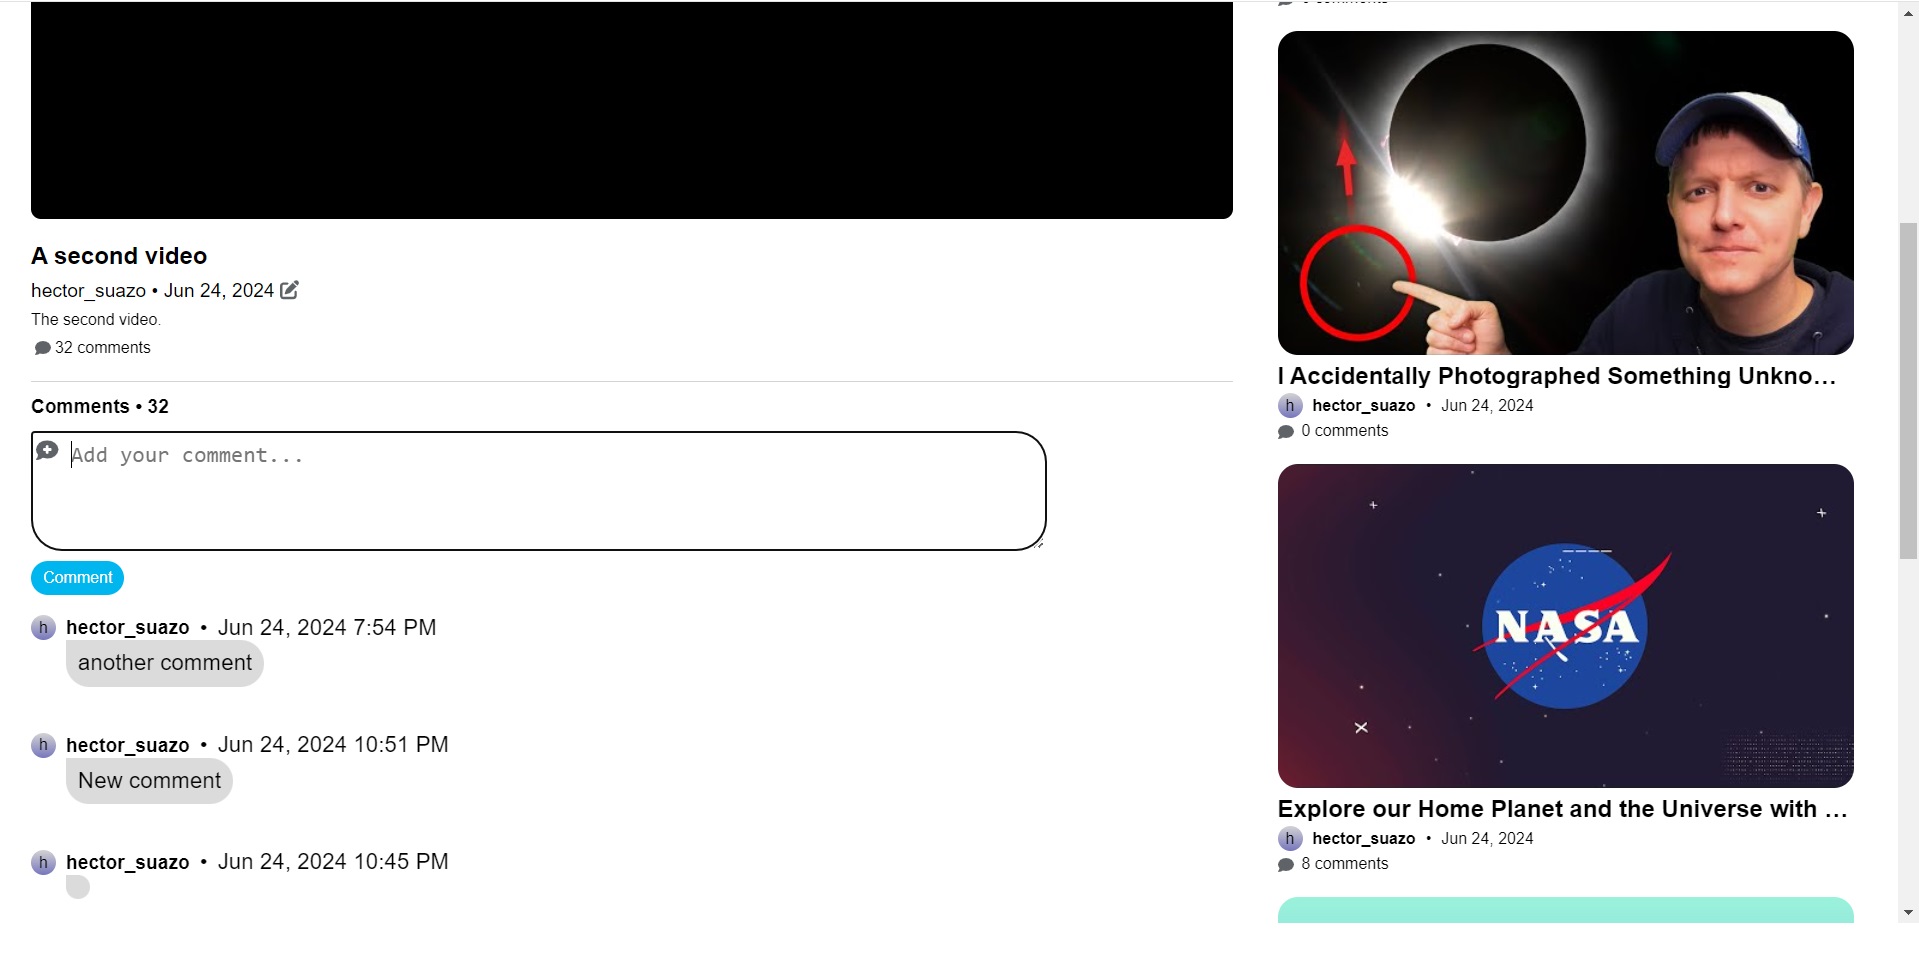 A second video
hector_suazo • Jun 24, 2024
The second video.
32 comments
Comments • 32
Add your comment...
Comment
h hector_suazo • Jun 24, 2024 7:54 PM
another comment
h hector_suazo • Jun 24, 2024 10:51 PM
New comment
h hector_suazo • Jun 24, 2024 10:45 PM
I Accidentally Photographed Something Unkno...
h hector_suazo • Jun 24, 2024
0 comments
NASA
Explore our Home Planet and the Universe with ...
h hector_suazo • Jun 24, 2024
8 comments